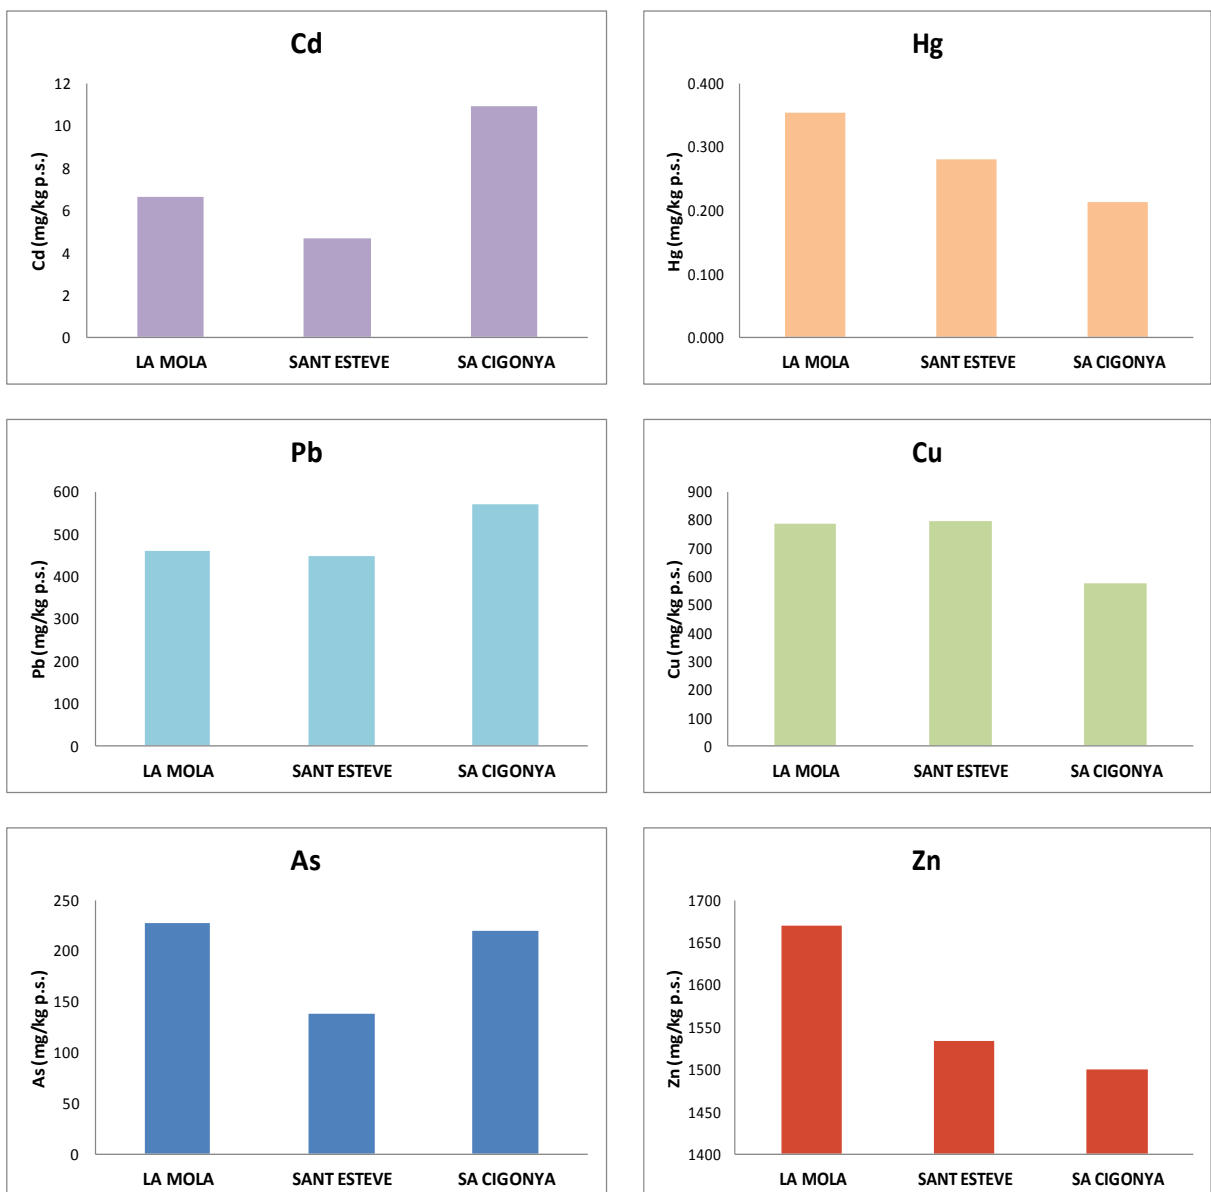 Cd
12
10
8
6
4
2
0
Cd (mg/kg p.s.)
LA MOLA SANT ESTEVE SA CIGONYA
Hg
0.400
0.300
0.200
0.100
0.000
Hg (mg/kg p.s.)
LA MOLA SANT ESTEVE SA CIGONYA
Pb
600
500
400
300
200
100
0
Pb (mg/kg p.s.)
LA MOLA SANT ESTEVE SA CIGONYA
Cu
900
800
700
600
500
400
300
200
100
0
Cu (mg/kg p.s.)
LA MOLA SANT ESTEVE SA CIGONYA
As
250
200
150
100
50
0
As (mg/kg p.s.)
LA MOLA SANT ESTEVE SA CIGONYA
Zn
1700
1650
1600
1550
1500
1450
1400
Zn (mg/kg p.s.)
LA MOLA SANT ESTEVE SA CIGONYA